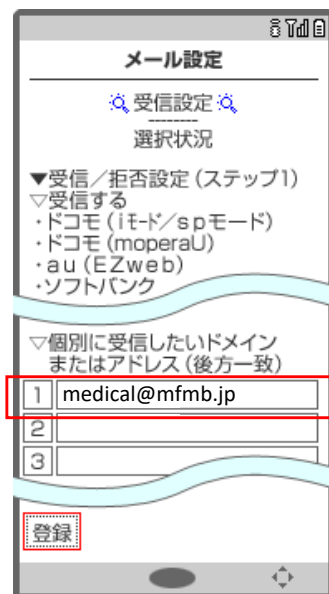 メール設定
受信設定
選択状況
▼受信／拒否設定(ステップ1)
▽受信する
・ドコモ(iモード／spモード)
・ドコモ(moperaU)
・au(EZweb)
・ソフトバンク
▽個別に受信したいドメイン
またはアドレス(後方一致)
1 medical@mfmb.jp
2
3
登録